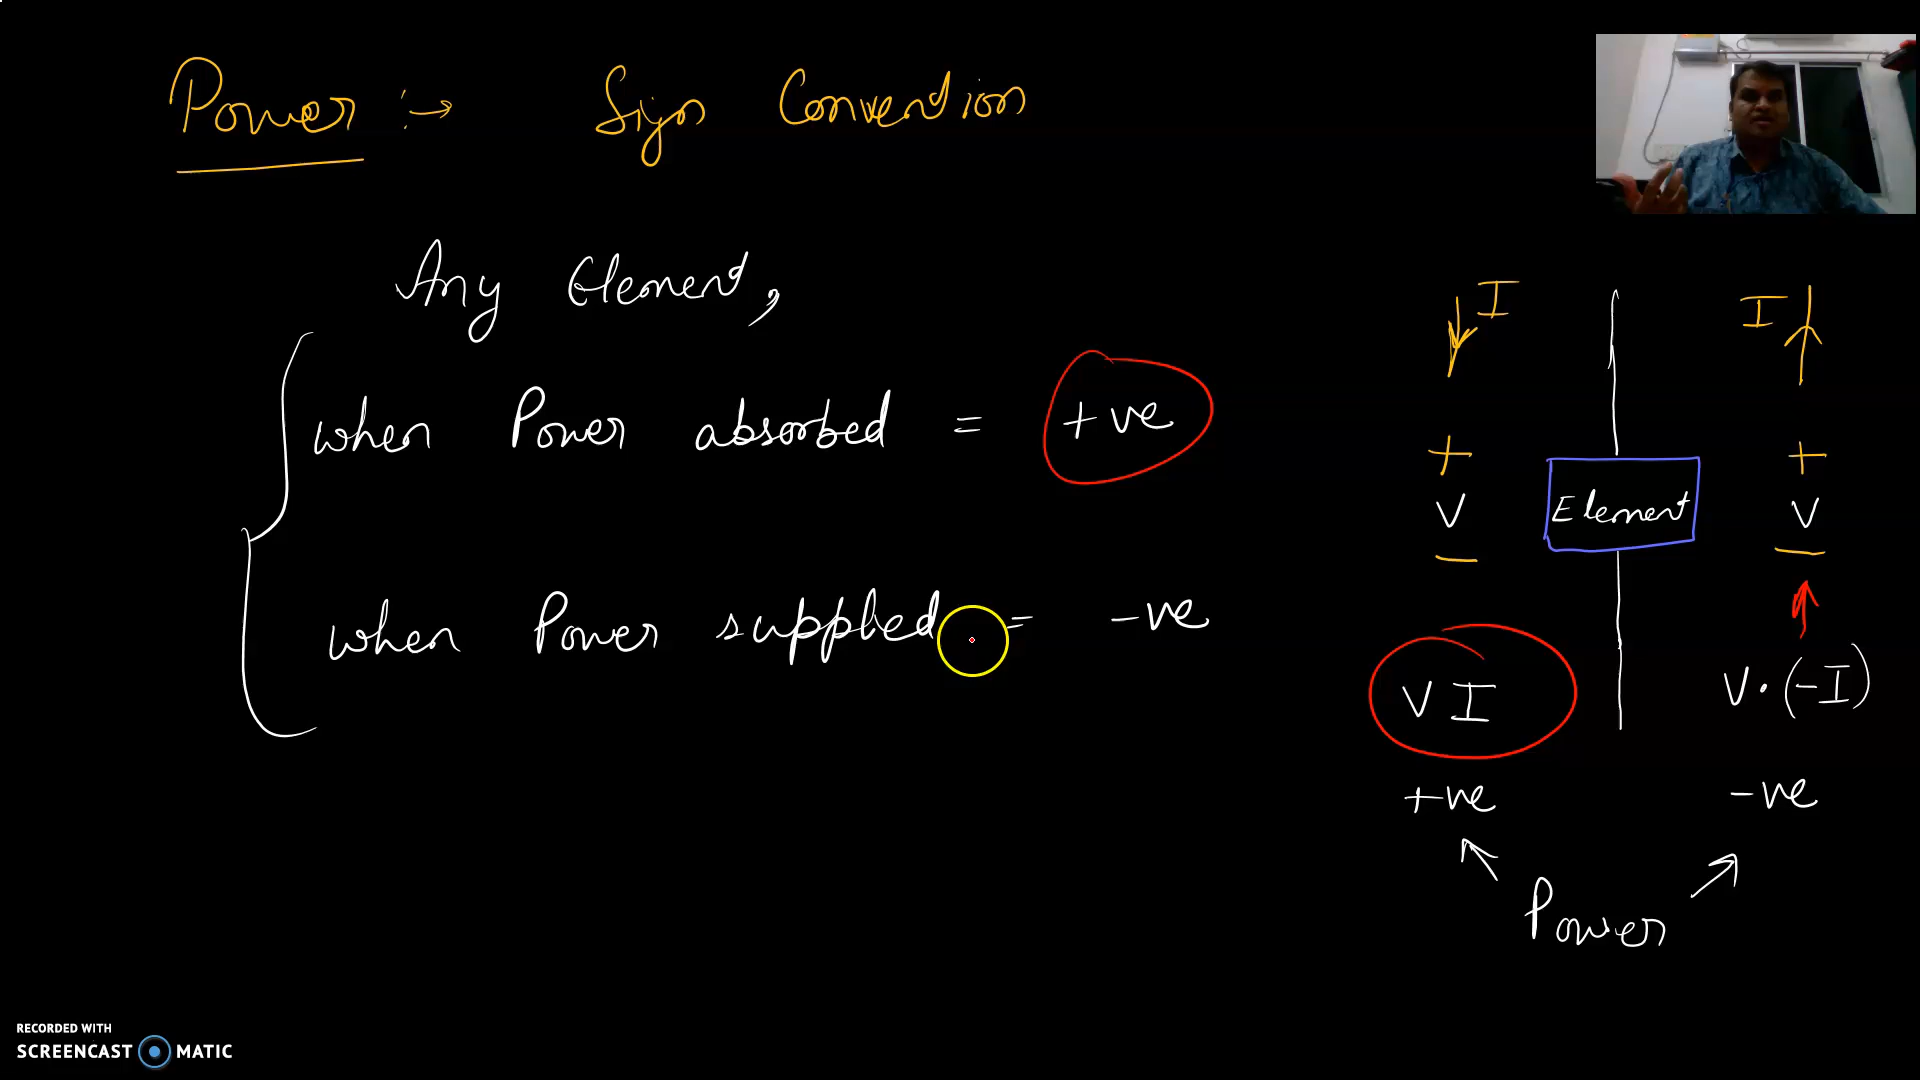 Power :→ Sign Convention
Any Element,
when Power absorbed = +ve
when Power supplied = -ve
I I
+ +
V Element V
− −
V I V·(-I)
+ve -ve
Power
RECORDED WITH
SCREENCAST MATIC